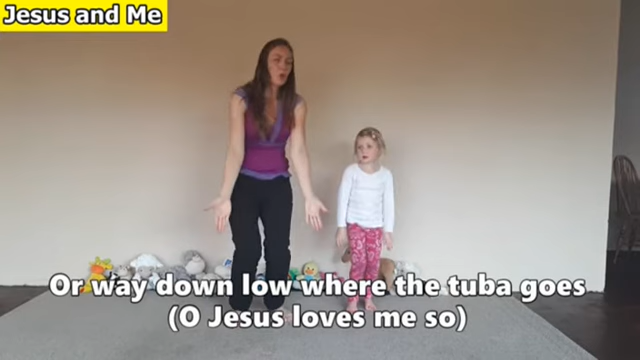 Jesus and Me
Or way down low where the tuba goes
(O Jesus loves me so)